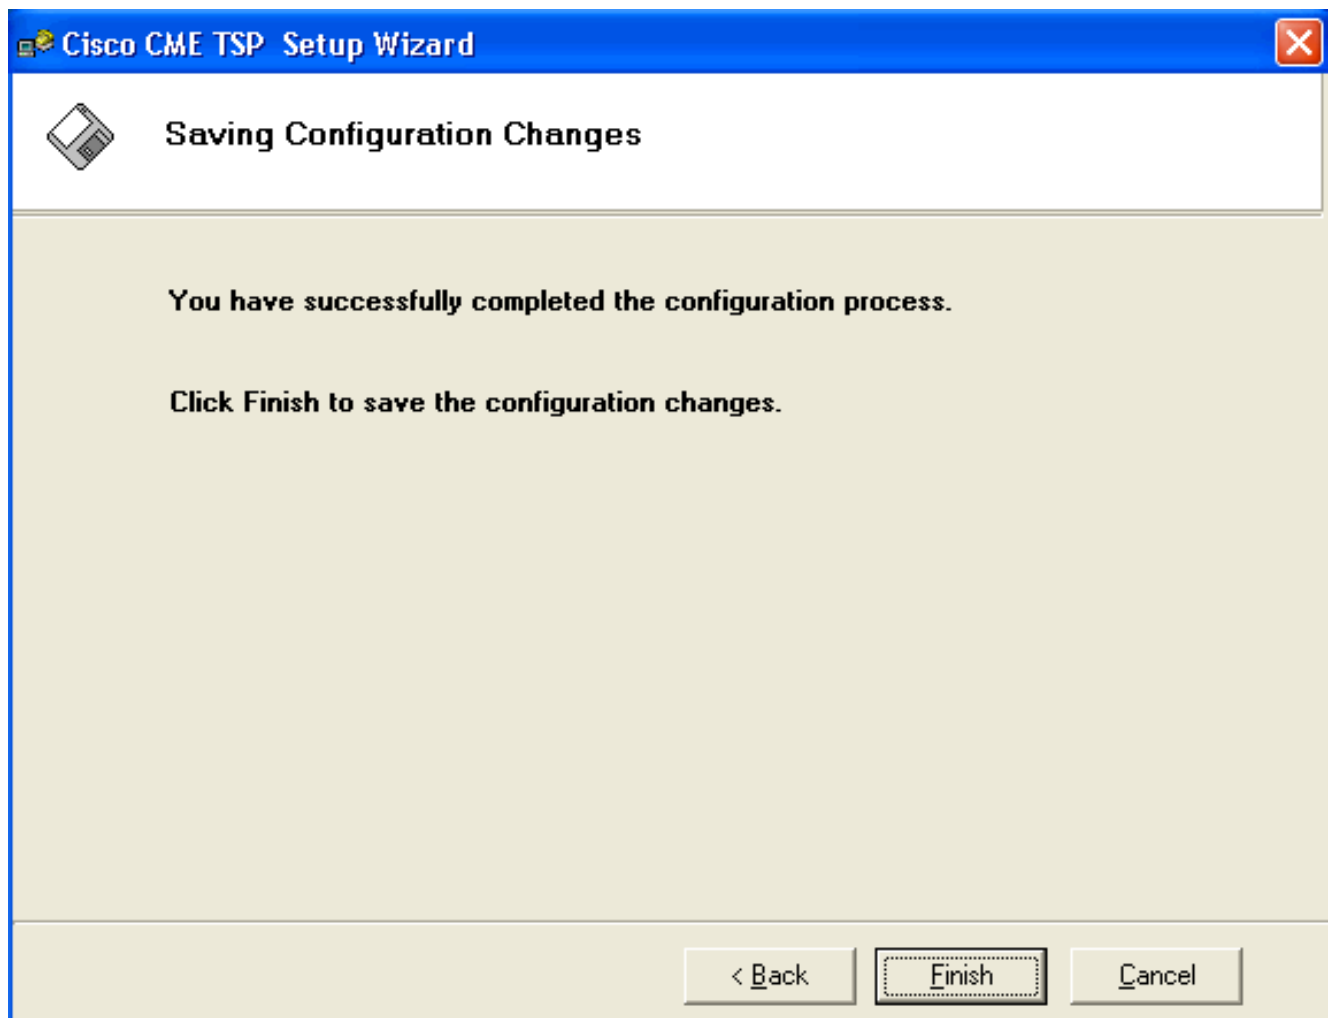 Cisco CME TSP  Setup Wizard
Saving Configuration Changes
You have successfully completed the configuration process.
Click Finish to save the configuration changes.
< Back
Finish
Cancel